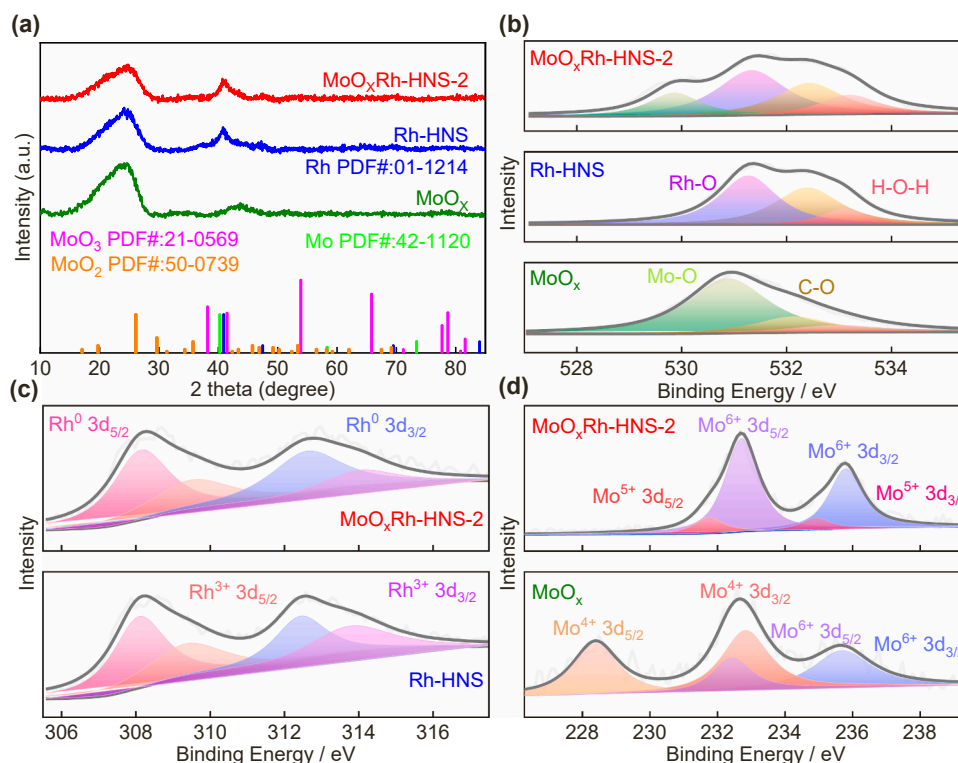 (a)
MoOₓRh-HNS-2
Rh-HNS
Rh PDF#:01-1214
MoOₓ
MoO₃ PDF#:21-0569
Mo PDF#:42-1120
MoO₂ PDF#:50-0739
Intensity (a.u.)
10 20 30 40 50 60 70 80
2 theta (degree)
(b)
MoOₓRh-HNS-2
Rh-HNS
Rh-O
H-O-H
MoOₓ
Mo-O
C-O
Intensity
528 530 532 534
Binding Energy / eV
(c)
Rh⁰ 3d₅/₂
Rh⁰ 3d₃/₂
MoOₓRh-HNS-2
Rh³⁺ 3d₅/₂
Rh³⁺ 3d₃/₂
Rh-HNS
Intensity
306 308 310 312 314 316
Binding Energy / eV
(d)
MoOₓRh-HNS-2
Mo⁶⁺ 3d₅/₂
Mo⁶⁺ 3d₃/₂
Mo⁵⁺ 3d₅/₂
Mo⁵⁺ 3d₃/
MoOₓ
Mo⁴⁺ 3d₃/₂
Mo⁴⁺ 3d₅/₂
Mo⁶⁺ 3d₅/₂
Mo⁶⁺ 3d₃/
Intensity
228 230 232 234 236 238
Binding Energy / eV